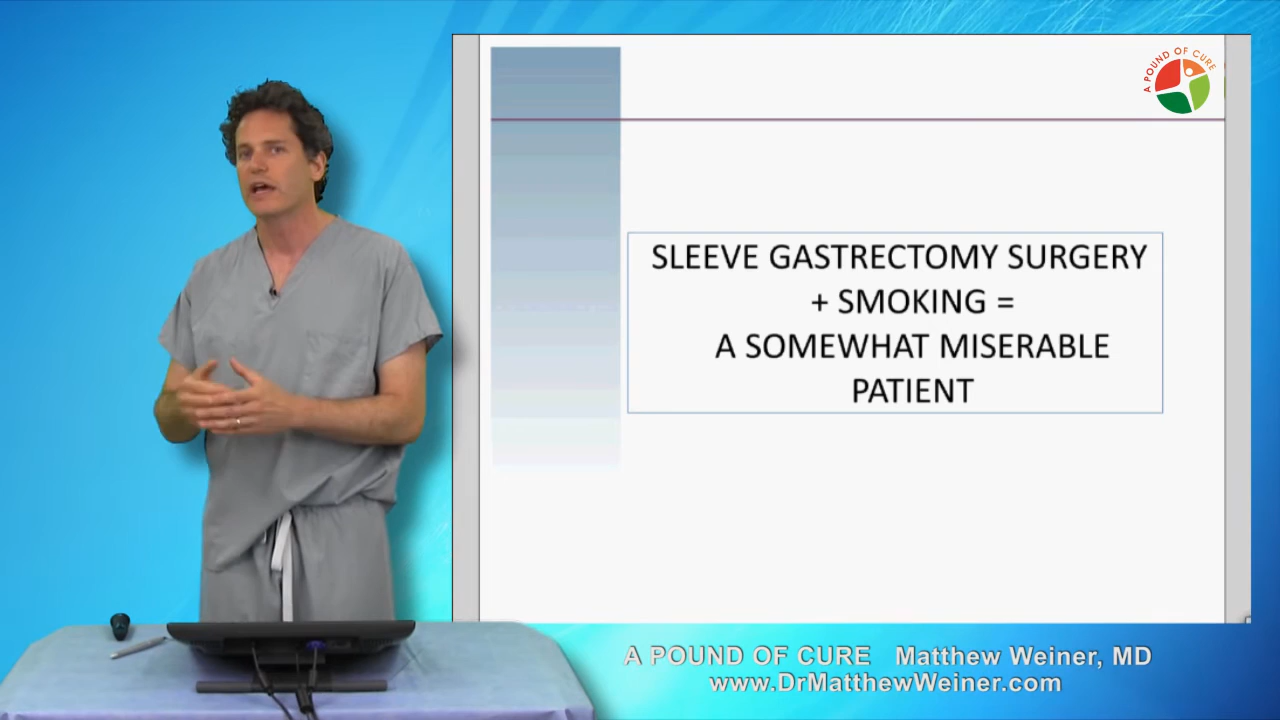 A POUND OF CURE
SLEEVE GASTRECTOMY SURGERY
+ SMOKING =
A SOMEWHAT MISERABLE
PATIENT
A POUND OF CURE Matthew Weiner, MD
www.DrMatthewWeiner.com